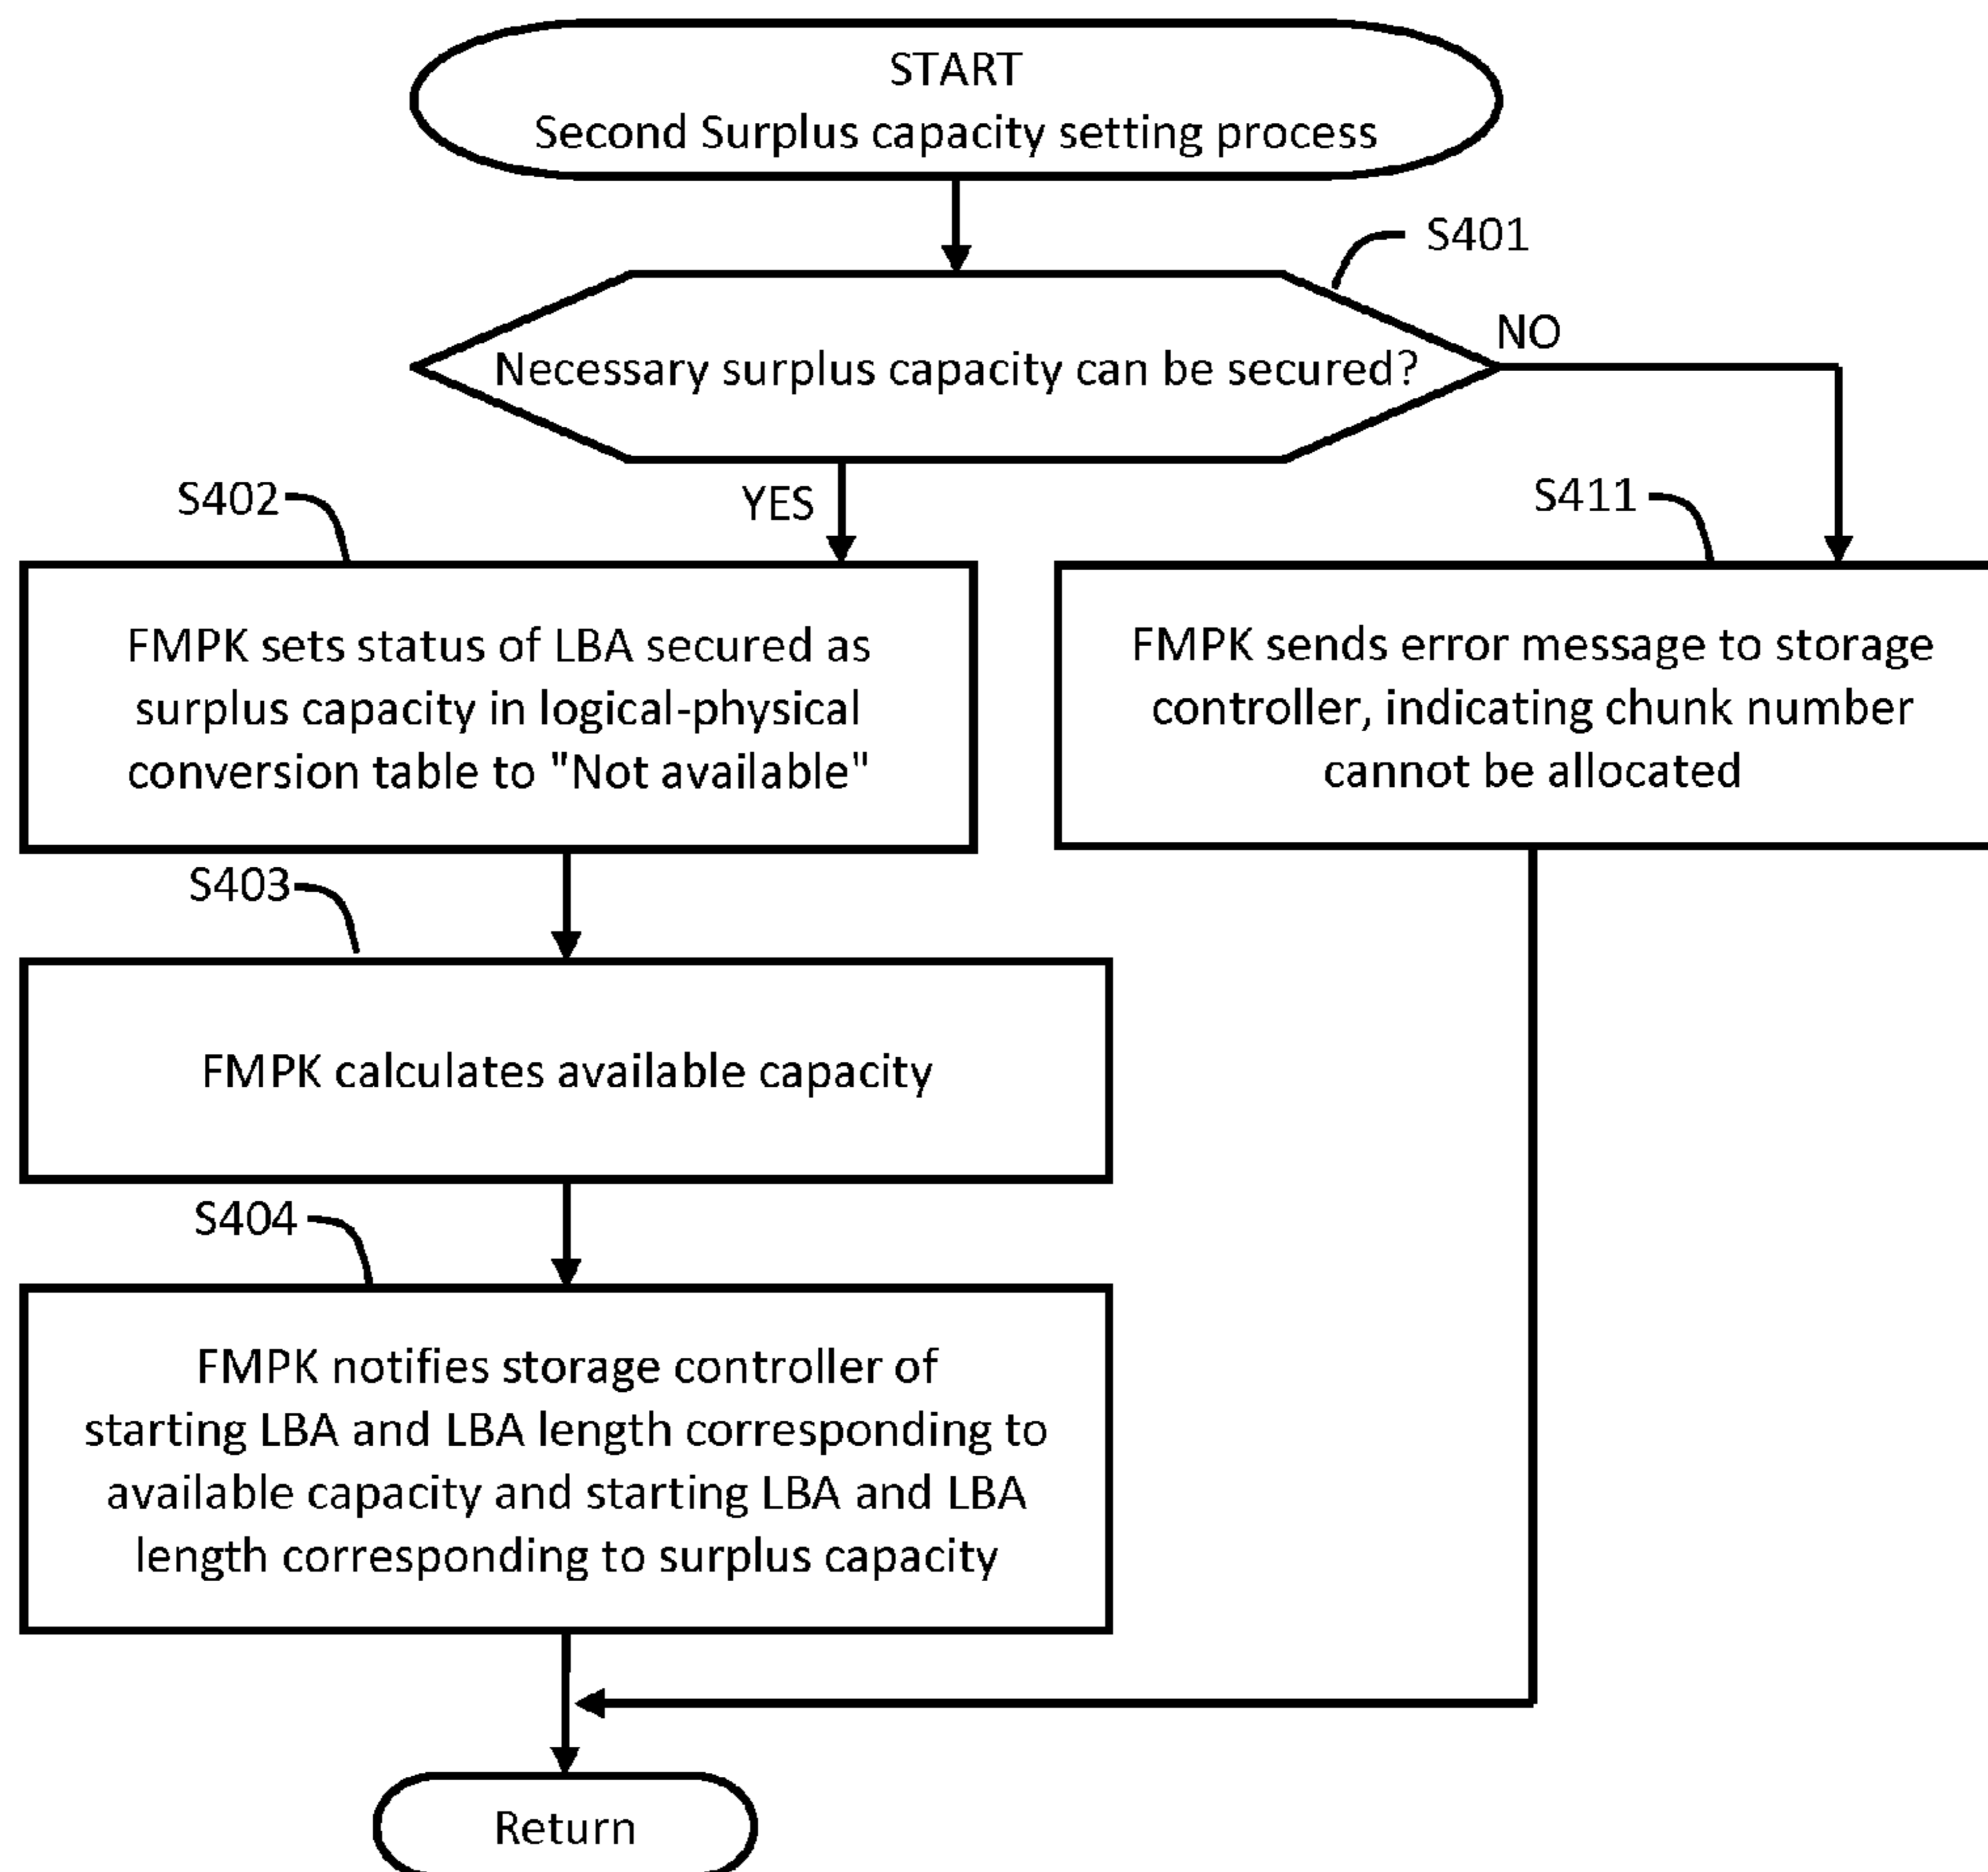 START
Second Surplus capacity setting process
S401
Necessary surplus capacity can be secured?
NO
YES
S402
FMPK sets status of LBA secured as
surplus capacity in logical-physical
conversion table to "Not available"
S411
FMPK sends error message to storage
controller, indicating chunk number
cannot be allocated
S403
FMPK calculates available capacity
S404
FMPK notifies storage controller of
starting LBA and LBA length corresponding to
available capacity and starting LBA and LBA
length corresponding to surplus capacity
Return